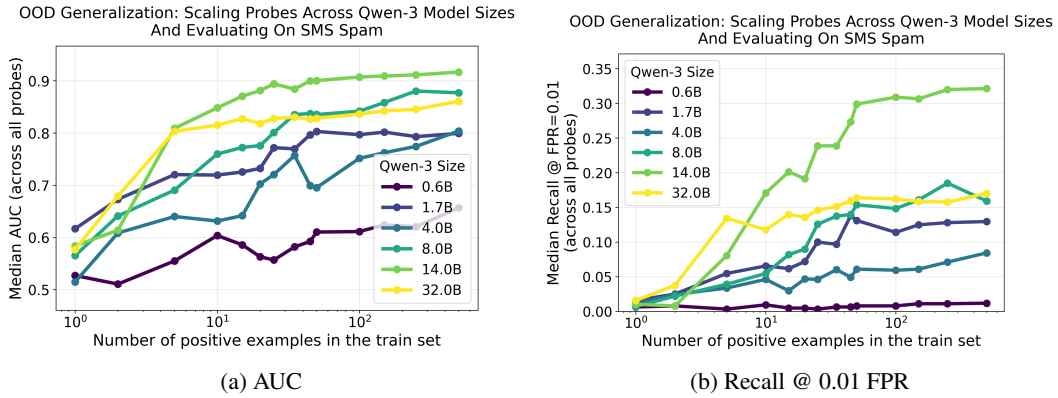 OOD Generalization: Scaling Probes Across Qwen-3 Model Sizes
And Evaluating On SMS Spam
Median AUC (across all probes)
0.9
0.8
0.7
0.6
0.5
Qwen-3 Size
0.6B
1.7B
4.0B
8.0B
14.0B
32.0B
10⁰
10¹
10²
Number of positive examples in the train set
(a) AUC
OOD Generalization: Scaling Probes Across Qwen-3 Model Sizes
And Evaluating On SMS Spam
Median Recall @ FPR=0.01
(across all probes)
0.35
0.30
0.25
0.20
0.15
0.10
0.05
0.00
Qwen-3 Size
0.6B
1.7B
4.0B
8.0B
14.0B
32.0B
10⁰
10¹
10²
Number of positive examples in the train set
(b) Recall @ 0.01 FPR